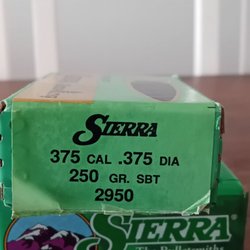 SIERRA
375 CAL .375 DIA
250 GR. SBT
2950
SIERRA
The Bulletsmiths